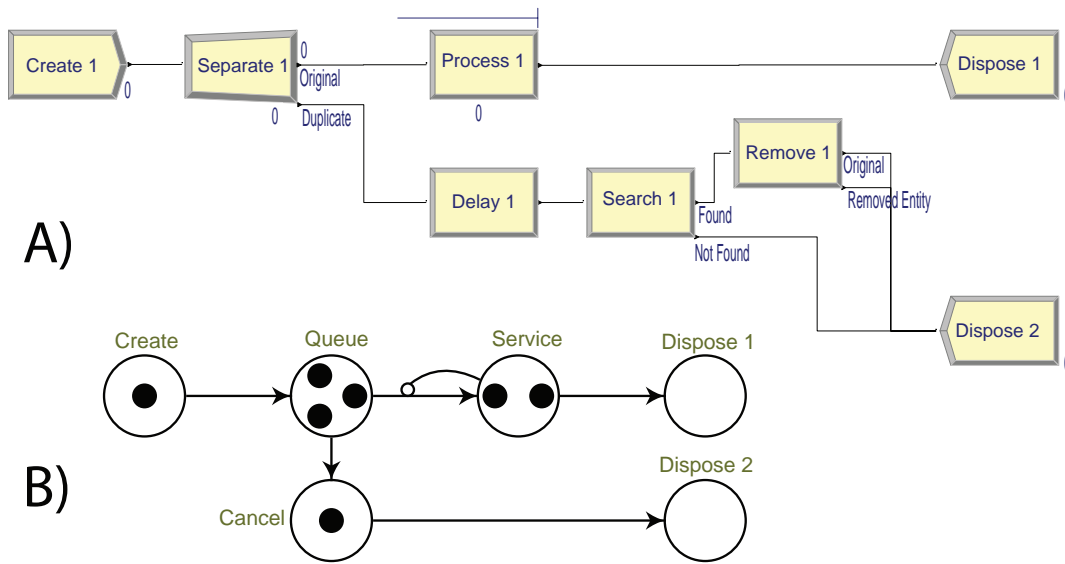 Create 1
0
Separate 1
0
Original
0
Duplicate
Process 1
0
Dispose 1
Delay 1
Search 1
Found
Not Found
Remove 1
Original
Removed Entity
Dispose 2
A)
Create
Queue
Service
Dispose 1
B)
Cancel
Dispose 2